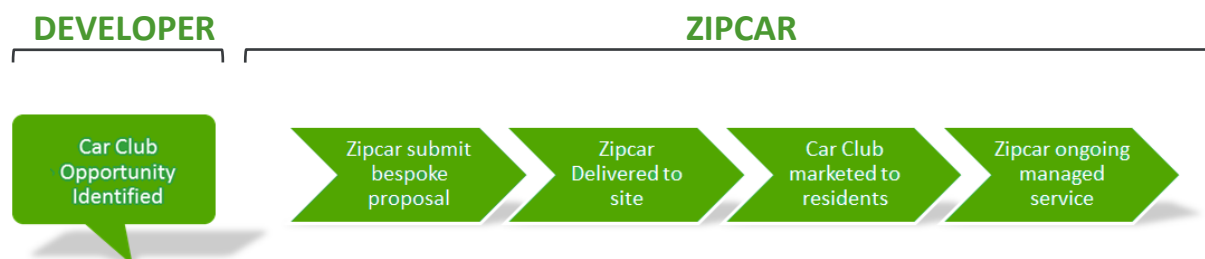 DEVELOPER
ZIPCAR
Car Club
Opportunity
Identified
Zipcar submit
bespoke
proposal
Zipcar
Delivered to
site
Car Club
marketed to
residents
Zipcar ongoing
managed
service